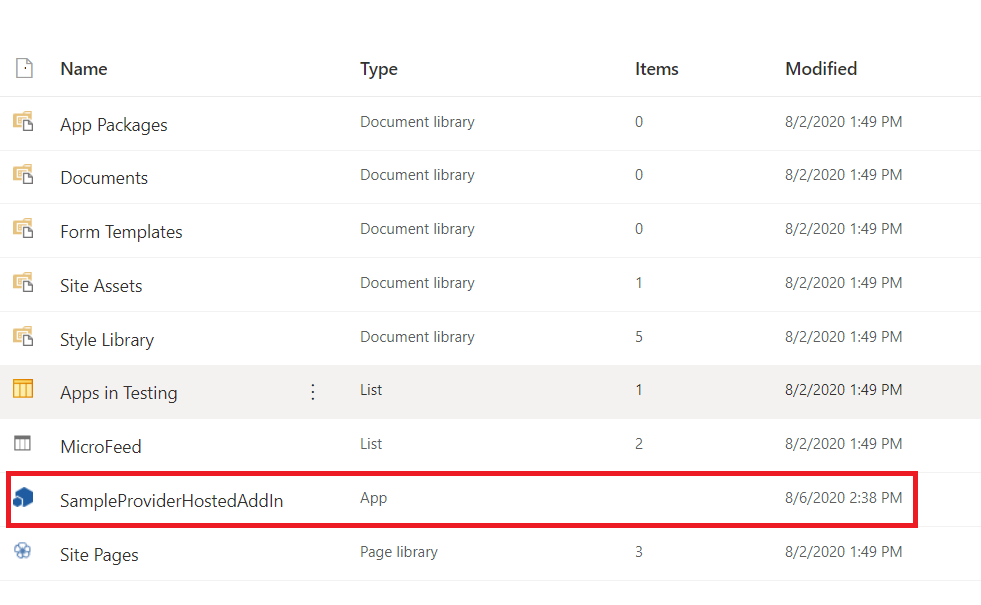 Name Type Items Modified
App Packages Document library 0 8/2/2020 1:49 PM
Documents Document library 0 8/2/2020 1:49 PM
Form Templates Document library 0 8/2/2020 1:49 PM
Site Assets Document library 1 8/2/2020 1:49 PM
Style Library Document library 5 8/2/2020 1:49 PM
Apps in Testing List 1 8/2/2020 1:49 PM
MicroFeed List 2 8/2/2020 1:49 PM
SampleProviderHostedAddIn App 8/6/2020 2:38 PM
Site Pages Page library 3 8/2/2020 1:49 PM